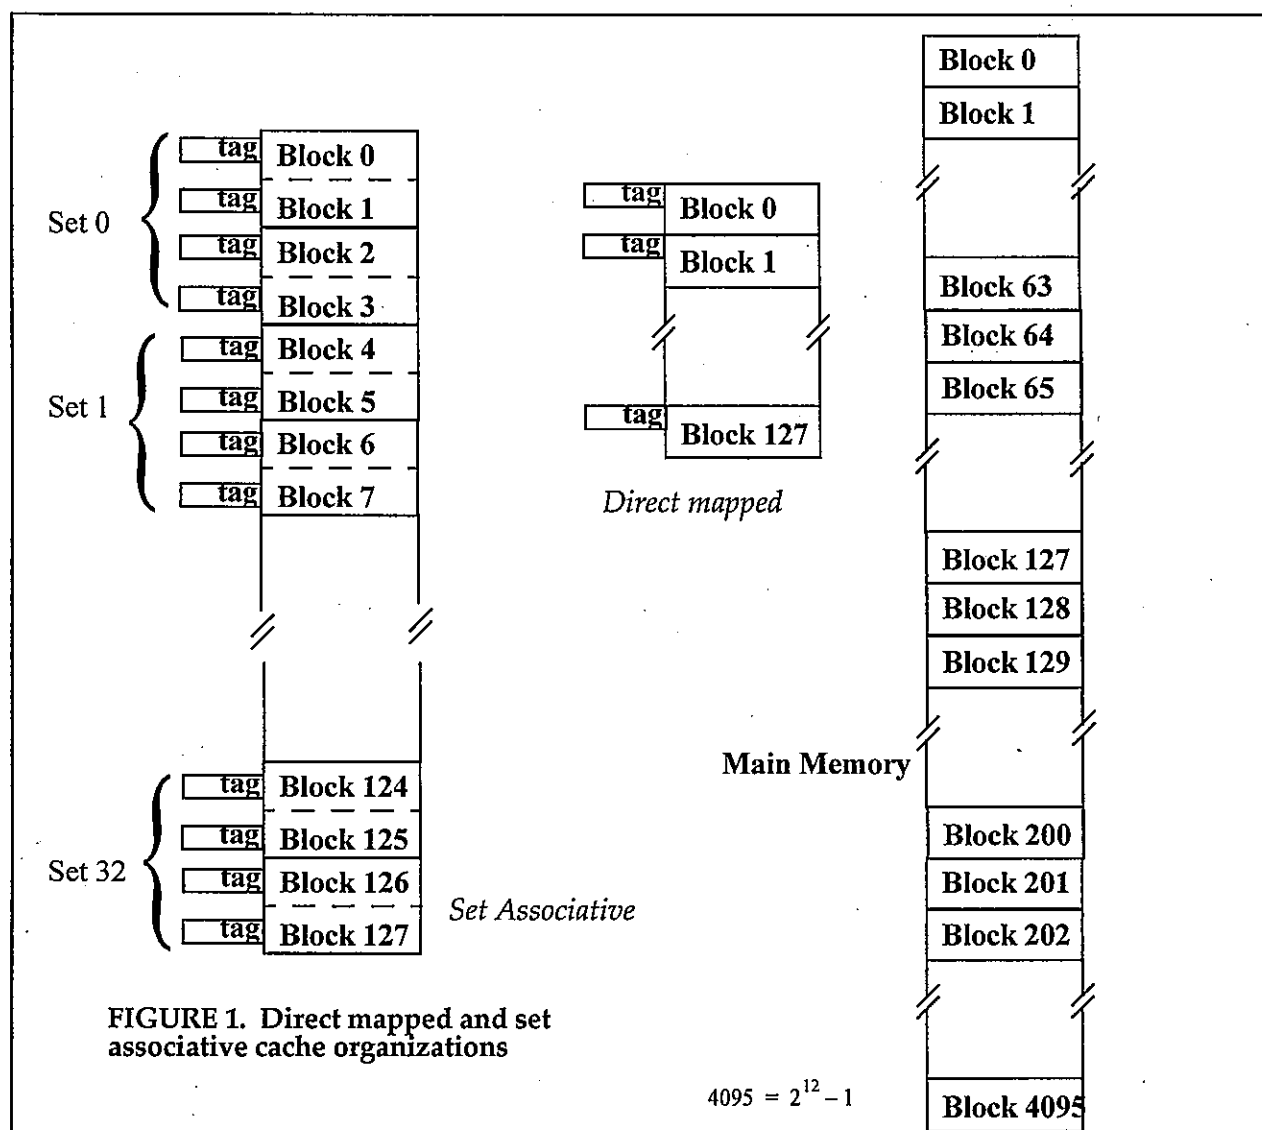 Set 0
tag Block 0
tag Block 1
tag Block 2
tag Block 3
Set 1
tag Block 4
tag Block 5
tag Block 6
tag Block 7
Set 32
tag Block 124
tag Block 125
tag Block 126
tag Block 127
Set Associative
tag Block 0
tag Block 1
tag Block 127
Direct mapped
Block 0
Block 1
Block 63
Block 64
Block 65
Block 127
Block 128
Block 129
Main Memory
Block 200
Block 201
Block 202
Block 4095
4095 = 2^12 – 1
FIGURE 1. Direct mapped and set
associative cache organizations